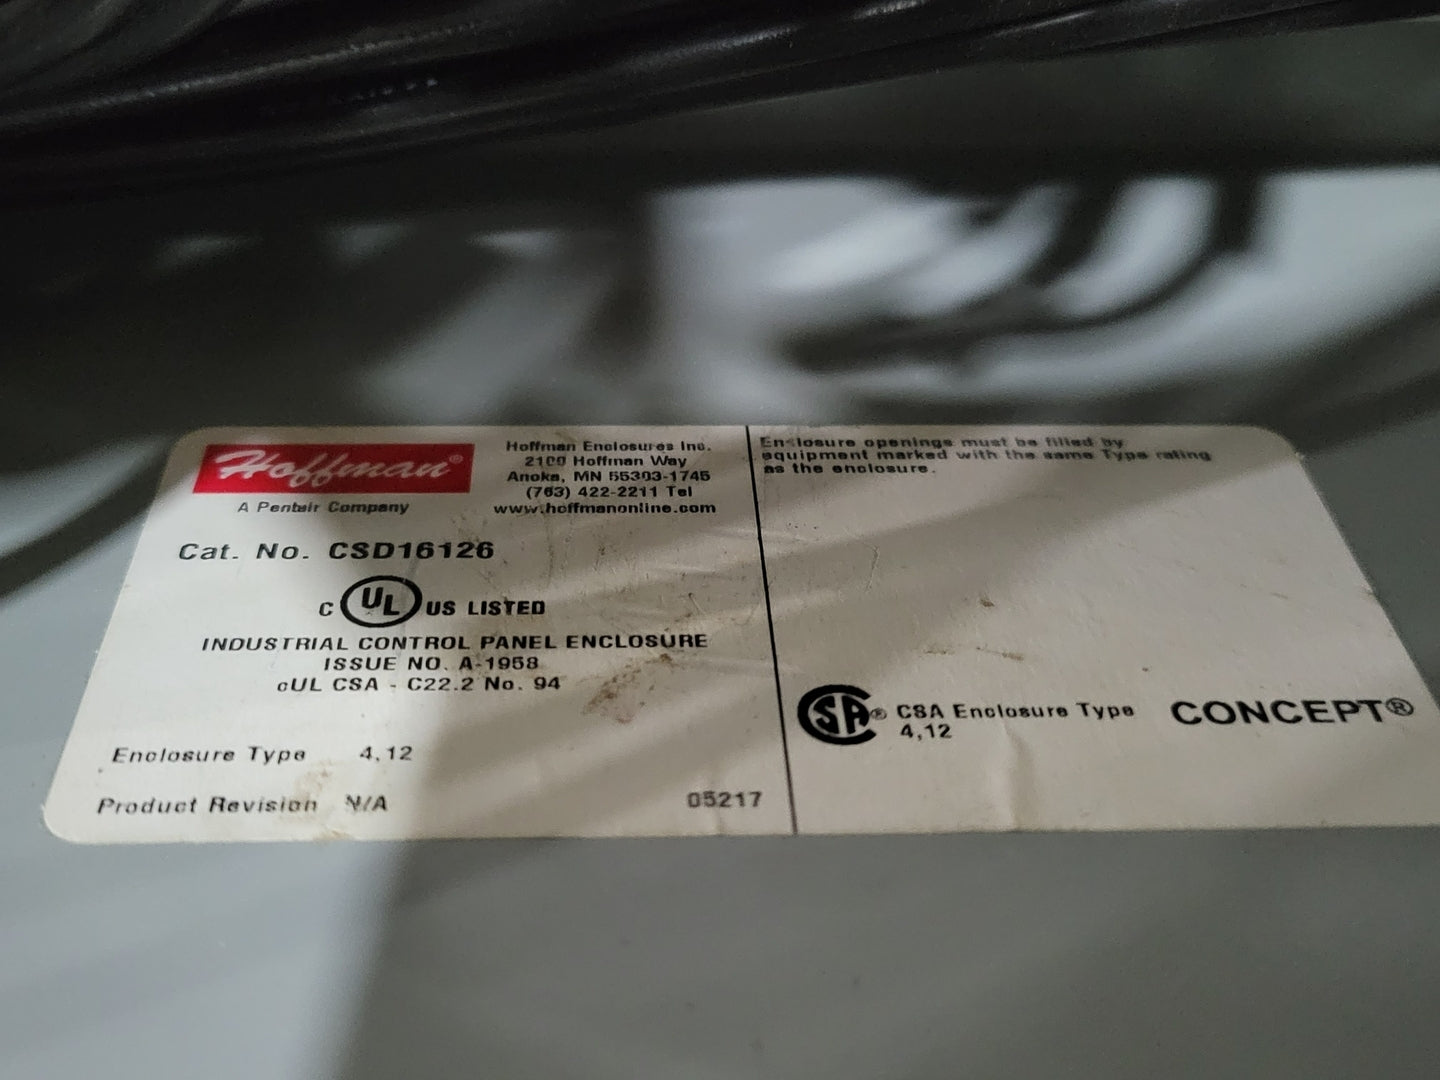 Hoffman®
A Pentair Company
Hoffman Enclosures Inc.
2100 Hoffman Way
Anoka, MN 55303-1745
(763) 422-2211 Tel
www.hoffmanonline.com
Cat. No. CSD16126
C UL US LISTED
INDUSTRIAL CONTROL PANEL ENCLOSURE
ISSUE NO. A-1958
cUL CSA - C22.2 No. 94
Enclosure Type 4,12
Product Revision N/A
05217
Enclosure openings must be filled by
equipment marked with the same Type rating
as the enclosure.
SA® CSA Enclosure Type
4,12
CONCEPT®